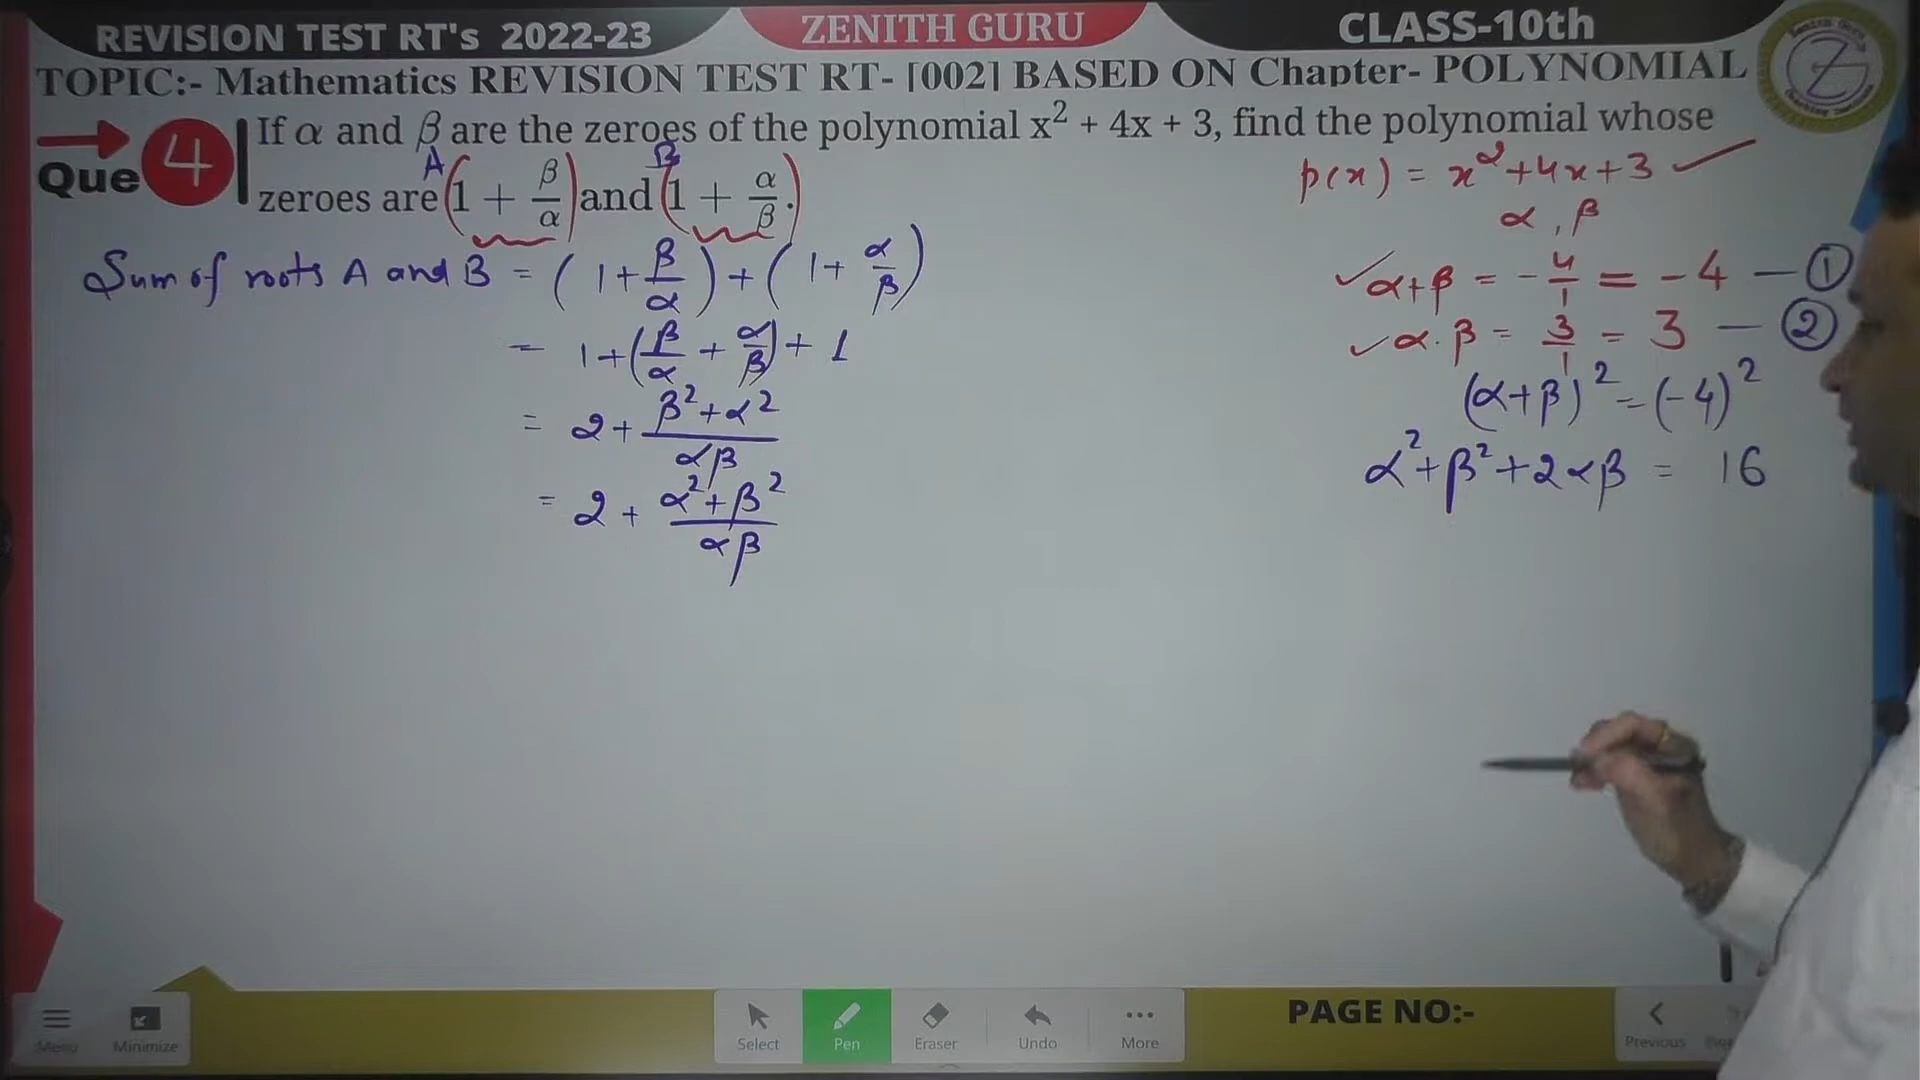 REVISION TEST RT's 2022-23
ZENITH GURU
CLASS-10th
TOPIC:- Mathematics REVISION TEST RT- [002] BASED ON Chapter- POLYNOMIAL
Que 4
If α and β are the zeroes of the polynomial x² + 4x + 3, find the polynomial whose
A B
zeroes are (1 + β/α) and (1 + α/β).
p(x) = x² + 4x + 3 ✓
α, β
Sum of roots A and B = (1 + β/α) + (1 + α/β)
= 1 + (β/α + α/β) + 1
= 2 + (β² + α²)/αβ
= 2 + (α² + β²)/αβ
✓ α+β = -4/1 = -4 — ①
✓ α.β = 3/1 = 3 — ②
(α+β)² = (-4)²
α² + β² + 2αβ = 16
Menu
Minimize
Select
Pen
Eraser
Undo
More
PAGE NO:-
Previous